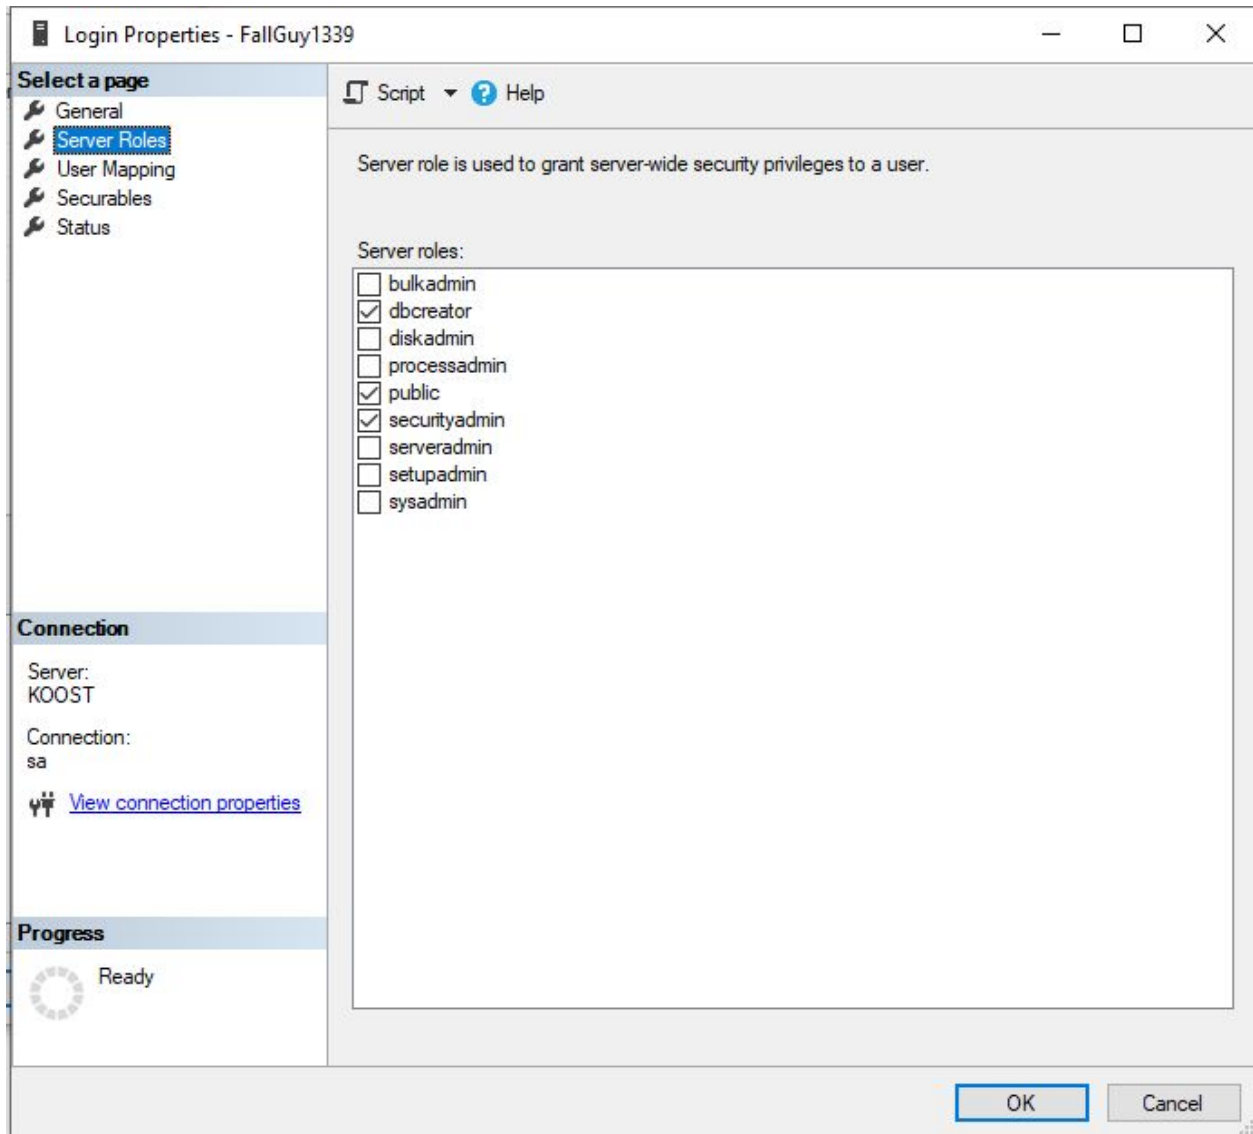 Login Properties - FallGuy1339
Select a page
General
Server Roles
User Mapping
Securables
Status
Script
Help
Server role is used to grant server-wide security privileges to a user.
Server roles:
bulkadmin
dbcreator
diskadmin
processadmin
public
securityadmin
serveradmin
setupadmin
sysadmin
Connection
Server:
KOOST
Connection:
sa
View connection properties
Progress
Ready
OK
Cancel